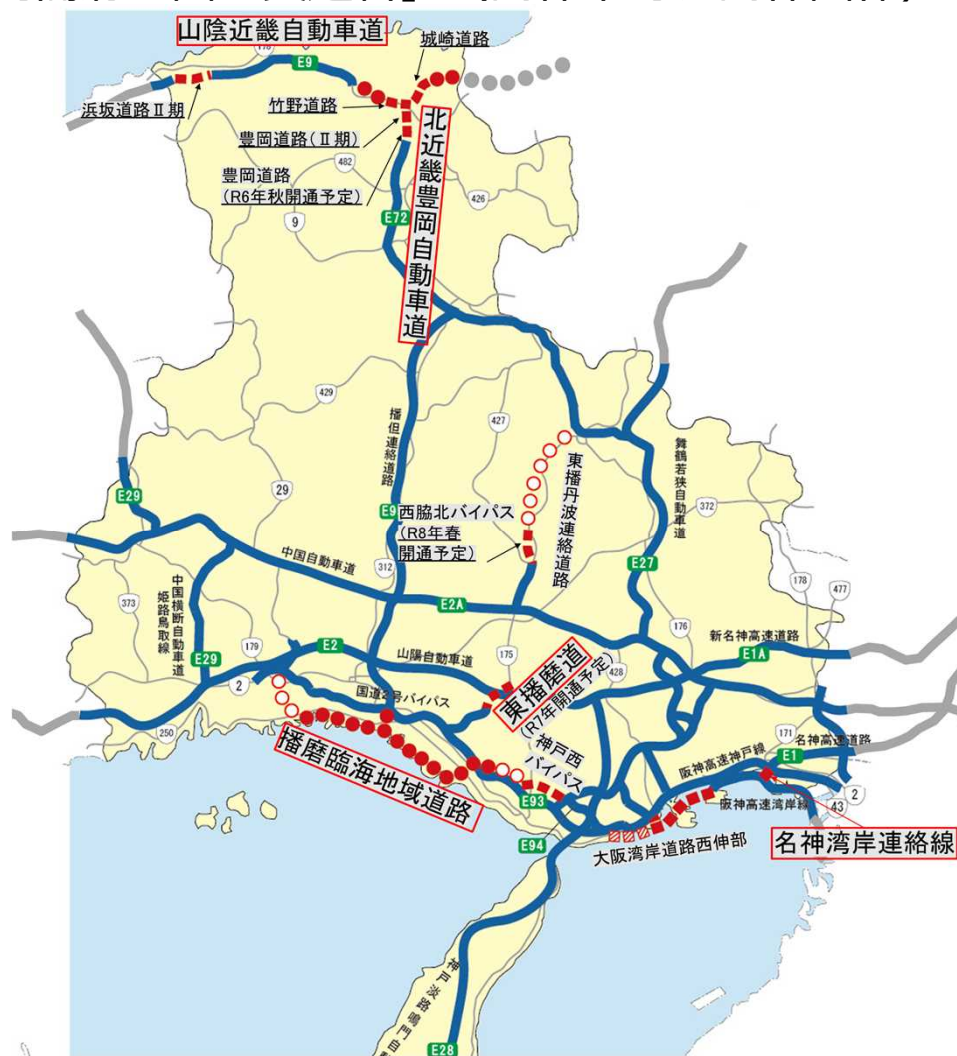 山陰近畿自動車道
城崎道路
178
E9
浜坂道路Ⅱ期
竹野道路
豊岡道路(Ⅱ期)
豊岡道路
(R6年秋開通予定)
北近畿豊岡自動車道
482
426
9
E72
429
427
播但連絡道路
東播丹波連絡道路
舞鶴若狭自動車道
E29
29
E9
西脇北バイパス
(R8年春
開通予定)
372
中国自動車道
312
E27
178
477
373
中国横断自動車道
姫路鳥取線
E2A
176
新名神高速道路
E1A
179
E2
山陽自動車道
175
E29
2
国道2号バイパス
東播磨道
(R7年開通予定)
428
250
神戸西
バイパス
171
名神高速道路
E1
阪神高速神戸線
播磨臨海地域道路
E93
阪神高速湾岸線
2
43
E94
大阪湾岸道路西伸部
名神湾岸連絡線
神戸淡路鳴門自
E28